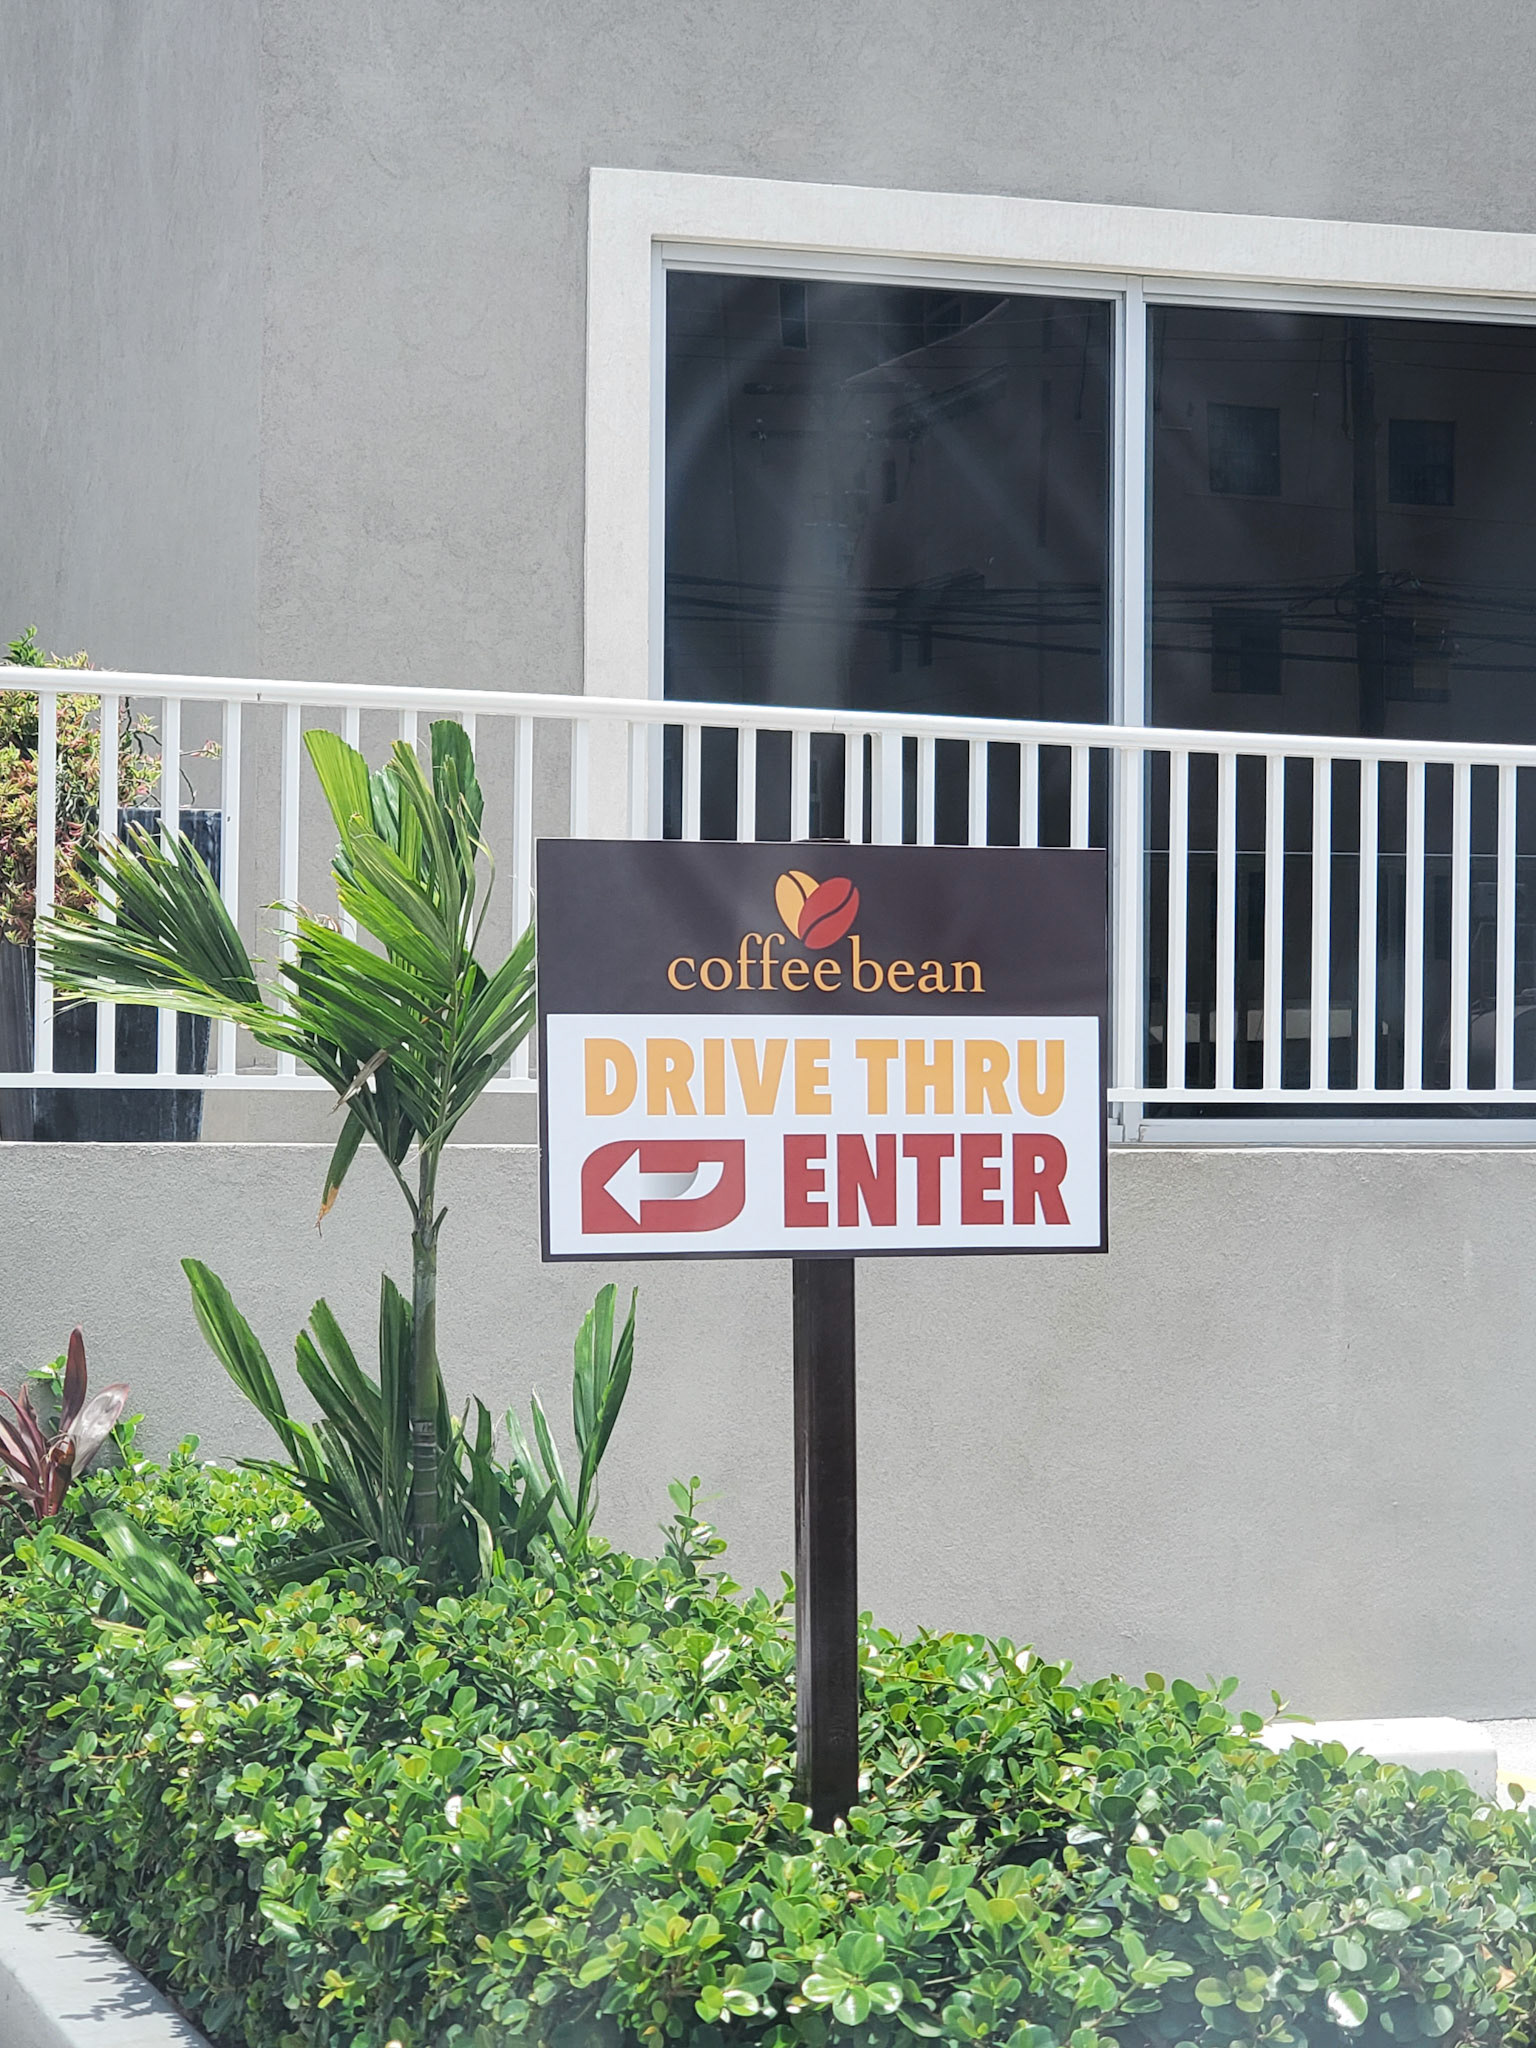 coffee bean
DRIVE THRU
ENTER